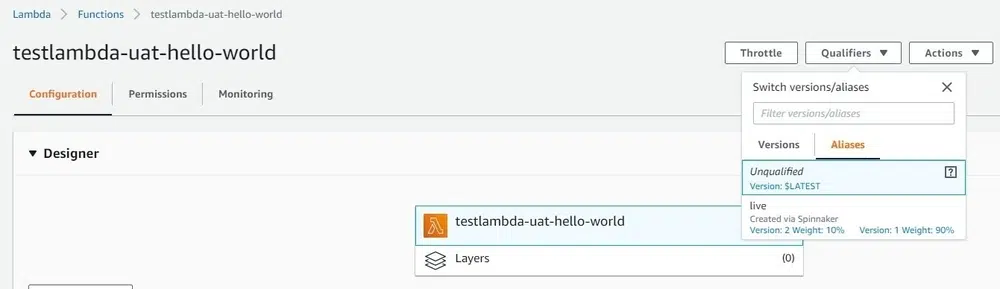 Lambda > Functions > testlambda-uat-hello-world
testlambda-uat-hello-world
Throttle Qualifiers ▼ Actions ▼
Configuration Permissions Monitoring
Switch versions/aliases ×
Filter versions/aliases
Versions Aliases
Unqualified ?
Version: $LATEST
live
Created via Spinnaker
Version: 2 Weight: 10% Version: 1 Weight: 90%
▼ Designer
testlambda-uat-hello-world
Layers (0)